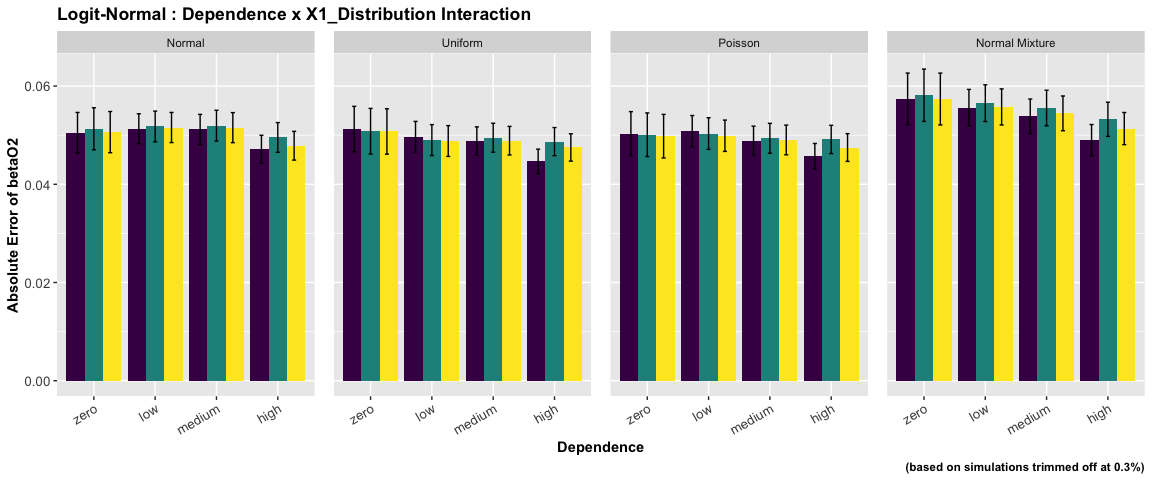 Logit-Normal : Dependence x X1_Distribution Interaction
Normal
Uniform
Poisson
Normal Mixture
Absolute Error of betaO2
0.06
0.04
0.02
0.00
zero
low
medium
high
zero
low
medium
high
zero
low
medium
high
zero
low
medium
high
Dependence
(based on simulations trimmed off at 0.3%)